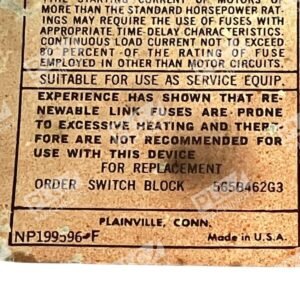 THE STARTING CURRENT OF MOTORS OF
MORE THAN THE STANDARD HORSEPOWER RAT-
INGS MAY REQUIRE THE USE OF FUSES WITH
APPROPRIATE TIME-DELAY CHARACTERISTICS.
CONTINUOUS LOAD CURRENT NOT TO EXCEED
80 PERCENT OF THE RATING OF FUSE
EMPLOYED IN OTHER THAN MOTOR CIRCUITS.
SUITABLE FOR USE AS SERVICE EQUIP.
EXPERIENCE HAS SHOWN THAT RE-
NEWABLE LINK FUSES ARE PRONE
TO EXCESSIVE HEATING AND THERE-
FORE ARE NOT RECOMMENDED FOR
USE WITH THIS DEVICE
FOR REPLACEMENT
ORDER SWITCH BLOCK 565B462G3
PLAINVILLE, CONN.
NP199596-F Made in U.S.A.